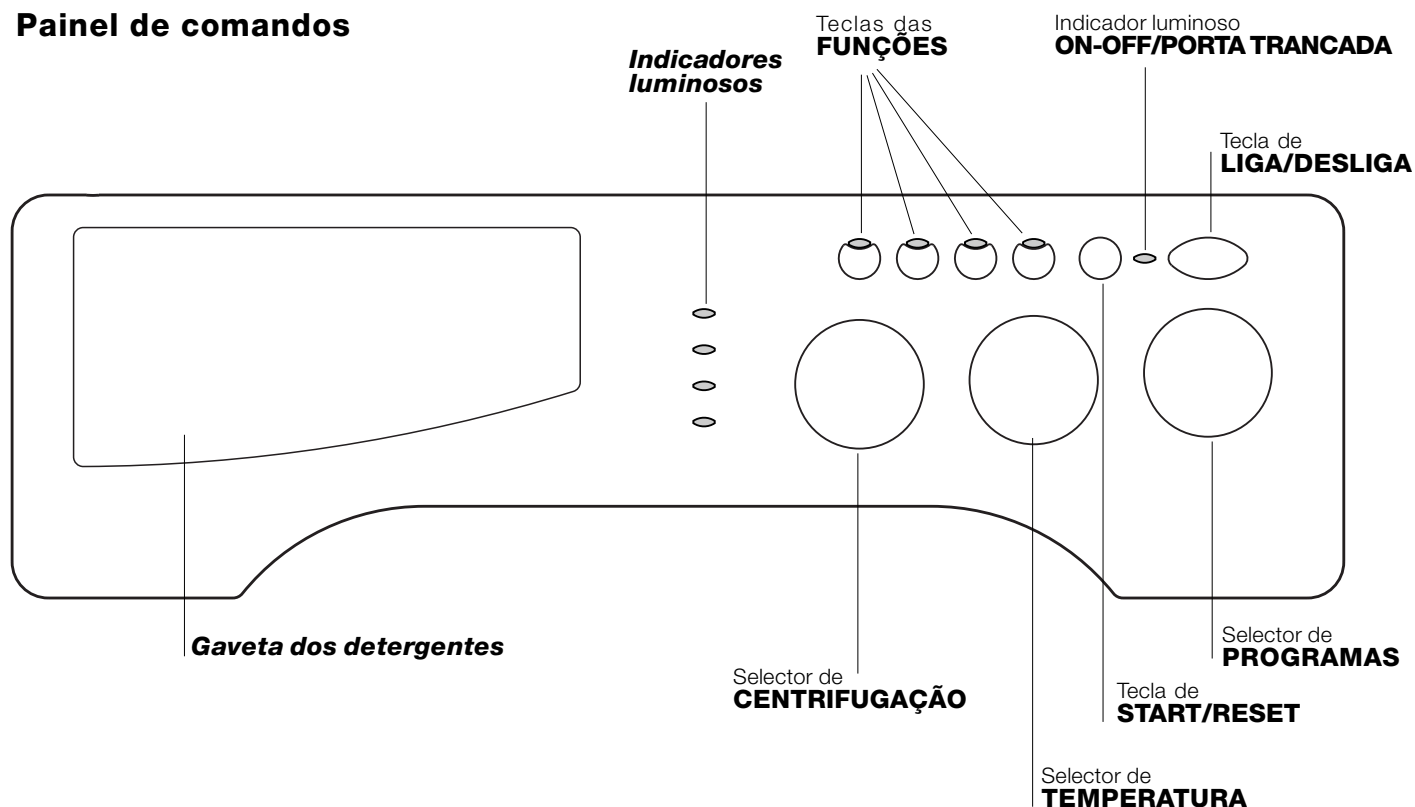 Painel de comandos
Indicadores
luminosos
Teclas das
FUNÇÕES
Indicador luminoso
ON-OFF/PORTA TRANCADA
Tecla de
LIGA/DESLIGA
Gaveta dos detergentes
Selector de
CENTRIFUGAÇÃO
Selector de
TEMPERATURA
Tecla de
START/RESET
Selector de
PROGRAMAS